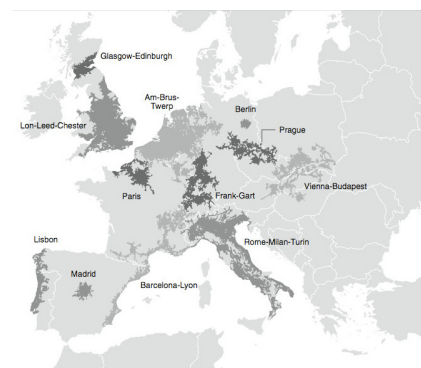 Glasgow-Edinburgh
Am-Brus-
Twerp
Berlin
Lon-Leed-Chester
Prague
Paris
Frank-Gart
Vienna-Budapest
Lisbon
Rome-Milan-Turin
Madrid
Barcelona-Lyon